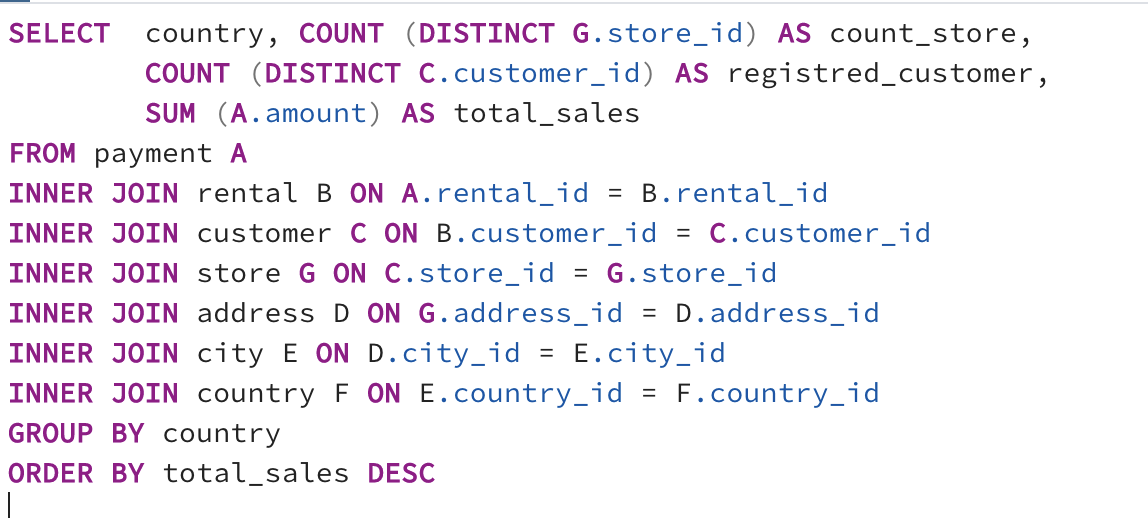 SELECT  country, COUNT (DISTINCT G.store_id) AS count_store,
        COUNT (DISTINCT C.customer_id) AS registred_customer,
        SUM (A.amount) AS total_sales
FROM payment A
INNER JOIN rental B ON A.rental_id = B.rental_id
INNER JOIN customer C ON B.customer_id = C.customer_id
INNER JOIN store G ON C.store_id = G.store_id
INNER JOIN address D ON G.address_id = D.address_id
INNER JOIN city E ON D.city_id = E.city_id
INNER JOIN country F ON E.country_id = F.country_id
GROUP BY country
ORDER BY total_sales DESC